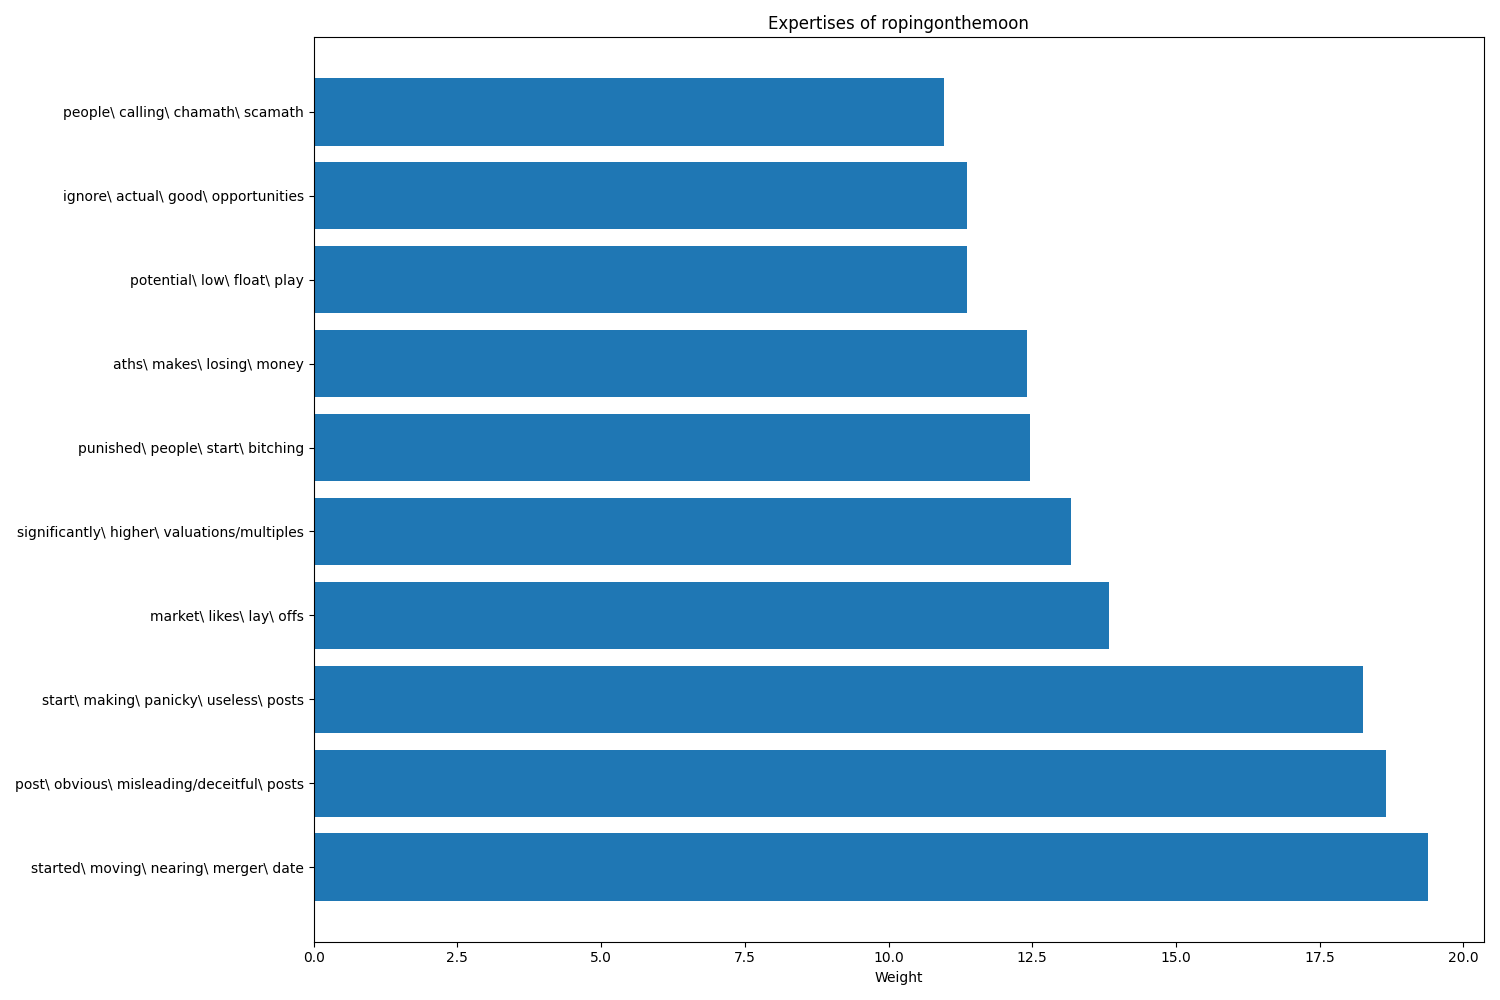 Expertises of ropingonthemoon
people\ calling\ chamath\ scamath
ignore\ actual\ good\ opportunities
potential\ low\ float\ play
aths\ makes\ losing\ money
punished\ people\ start\ bitching
significantly\ higher\ valuations/multiples
market\ likes\ lay\ offs
start\ making\ panicky\ useless\ posts
post\ obvious\ misleading/deceitful\ posts
started\ moving\ nearing\ merger\ date
0.0 2.5 5.0 7.5 10.0 12.5 15.0 17.5 20.0
Weight